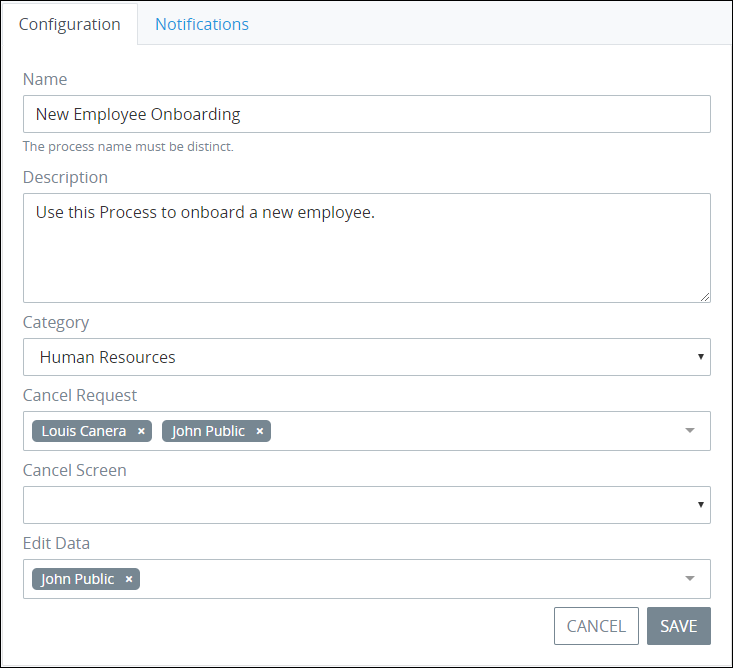 Configuration Notifications
Name
New Employee Onboarding
The process name must be distinct.
Description
Use this Process to onboard a new employee.
Category
Human Resources
Cancel Request
Louis Canera × John Public ×
Cancel Screen
Edit Data
John Public ×
CANCEL SAVE